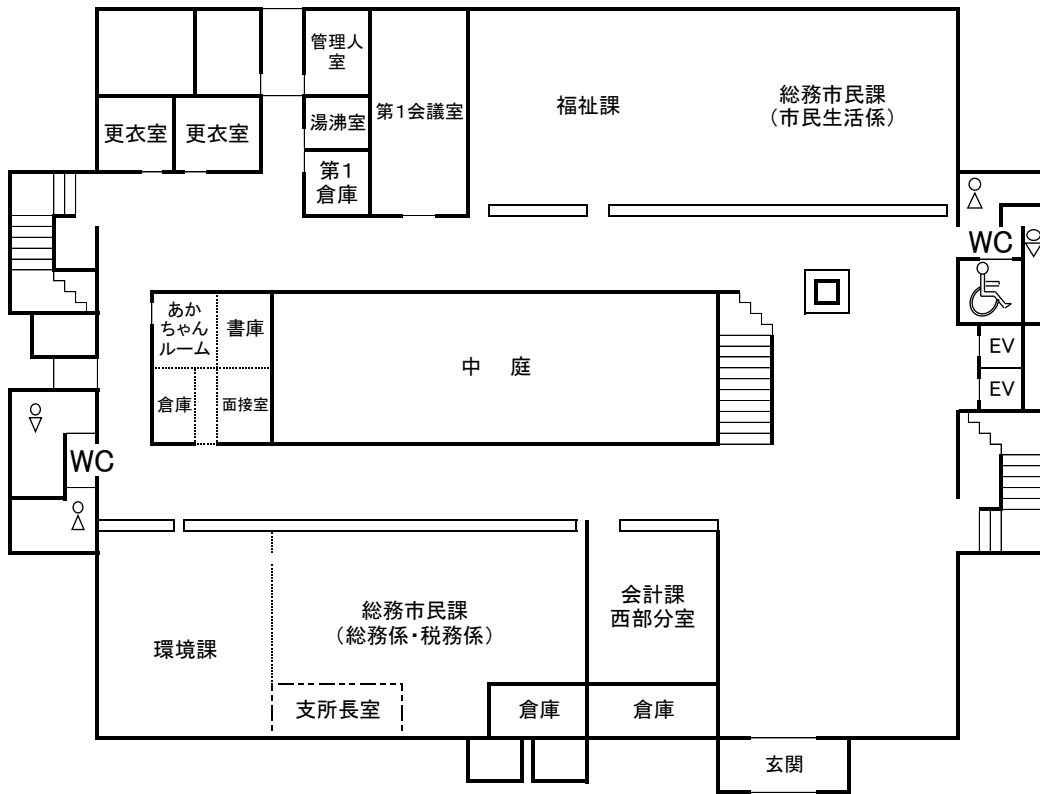 管理人
室
湯沸室
第1
倉庫
第1会議室
福祉課
総務市民課
(市民生活係)
更衣室
更衣室
WC
EV
EV
あか
ちゃん
ルーム
書庫
倉庫
面接室
中 庭
WC
環境課
総務市民課
(総務係・税務係)
支所長室
会計課
西部分室
倉庫
倉庫
玄関